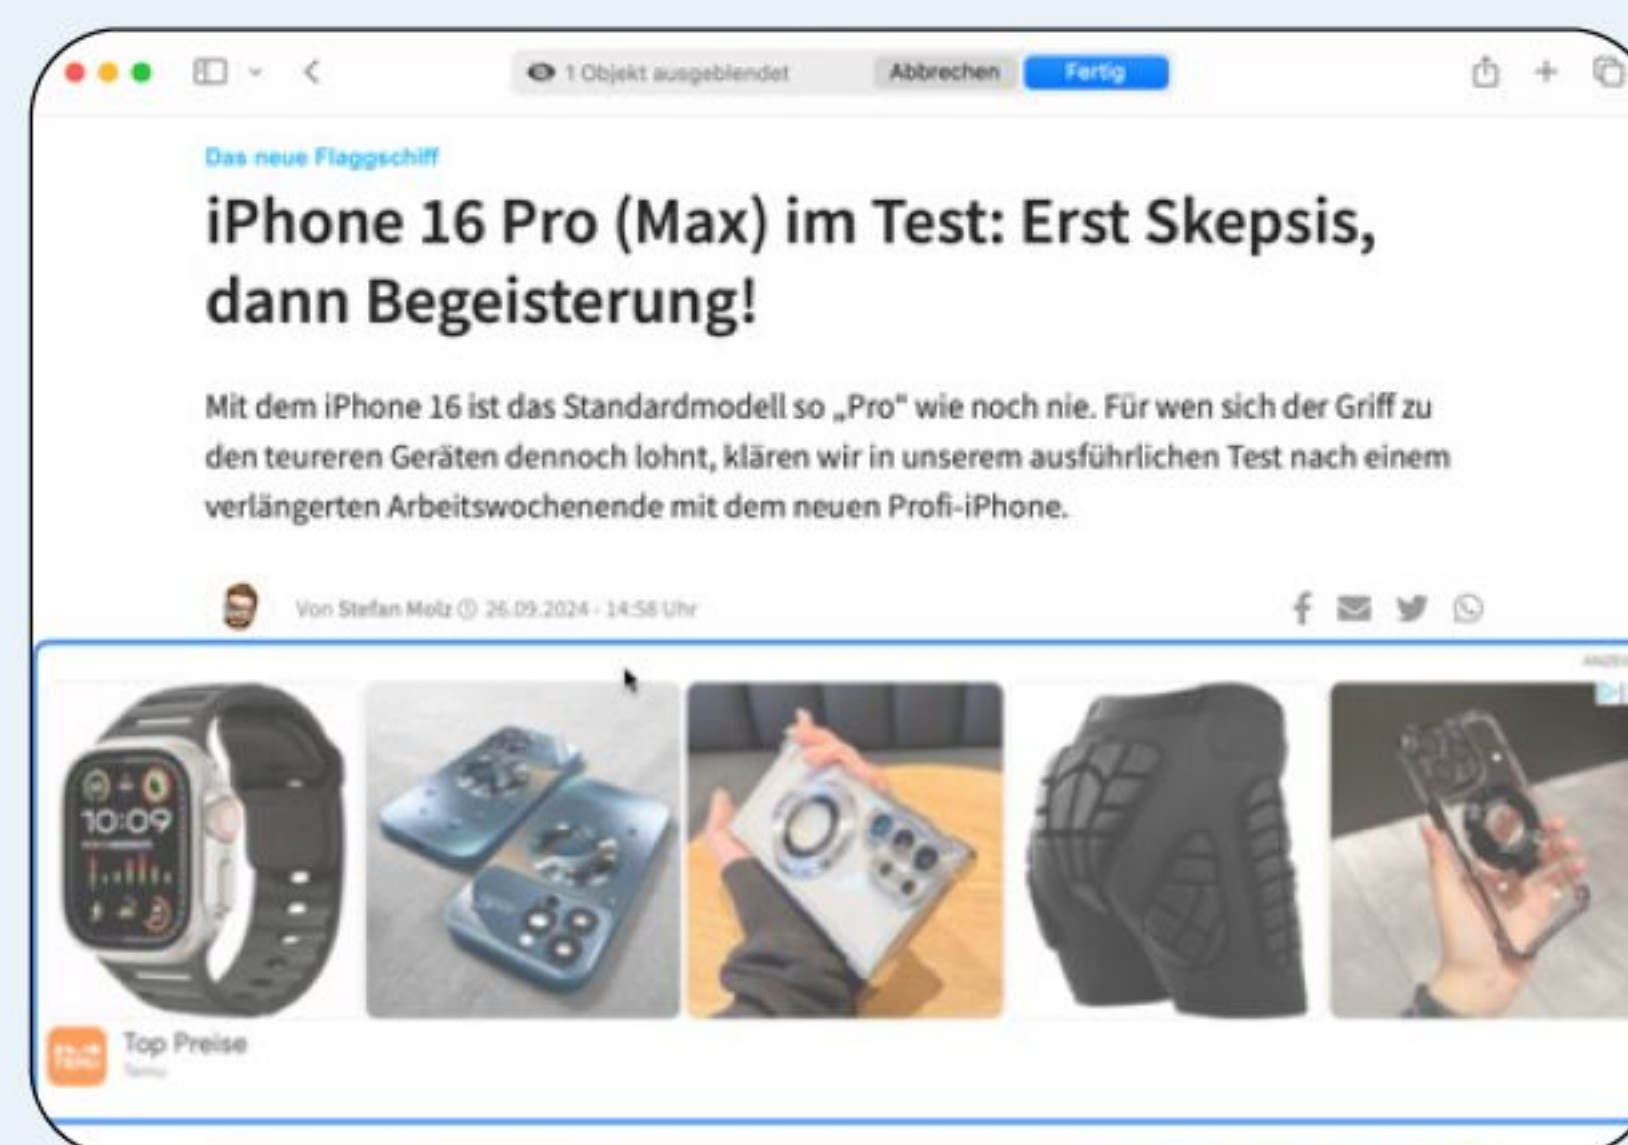 1 Objekt ausgeblendet
Abbrechen
Fertig
Das neue Flaggschiff
iPhone 16 Pro (Max) im Test: Erst Skepsis,
dann Begeisterung!
Mit dem iPhone 16 ist das Standardmodell so „Pro“ wie noch nie. Für wen sich der Griff zu
den teureren Geräten dennoch lohnt, klären wir in unserem ausführlichen Test nach einem
verlängerten Arbeitswochenende mit dem neuen Profi-iPhone.
Von Stefan Molz 26.09.2024 - 14:58 Uhr
10:09
Top Preise
Temu